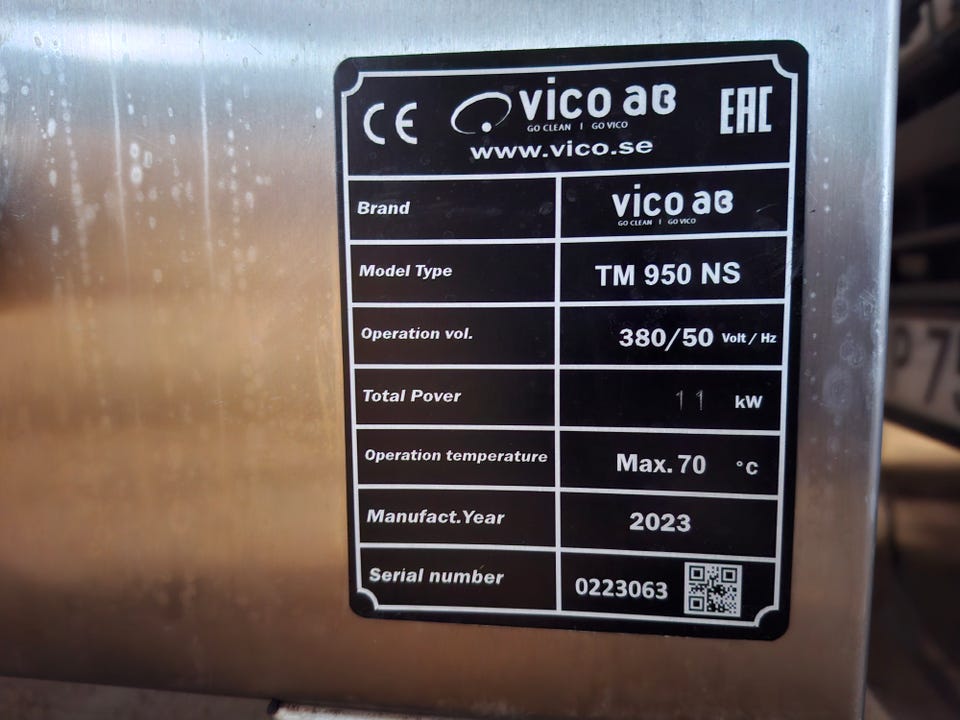 CE vico aB EAC
GO CLEAN | GO VICO
www.vico.se
Brand vico aB
GO CLEAN | GO VICO
Model Type TM 950 NS
Operation vol. 380/50 Volt / Hz
Total Pover 11 kW
Operation temperature Max. 70 °C
Manufact.Year 2023
Serial number 0223063